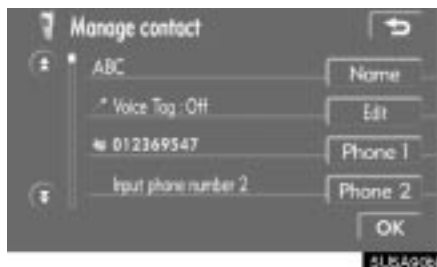 Manage contact
ABC
Name
Voice Tag : Off
Edit
012369547
Phone 1
Input phone number 2
Phone 2
OK